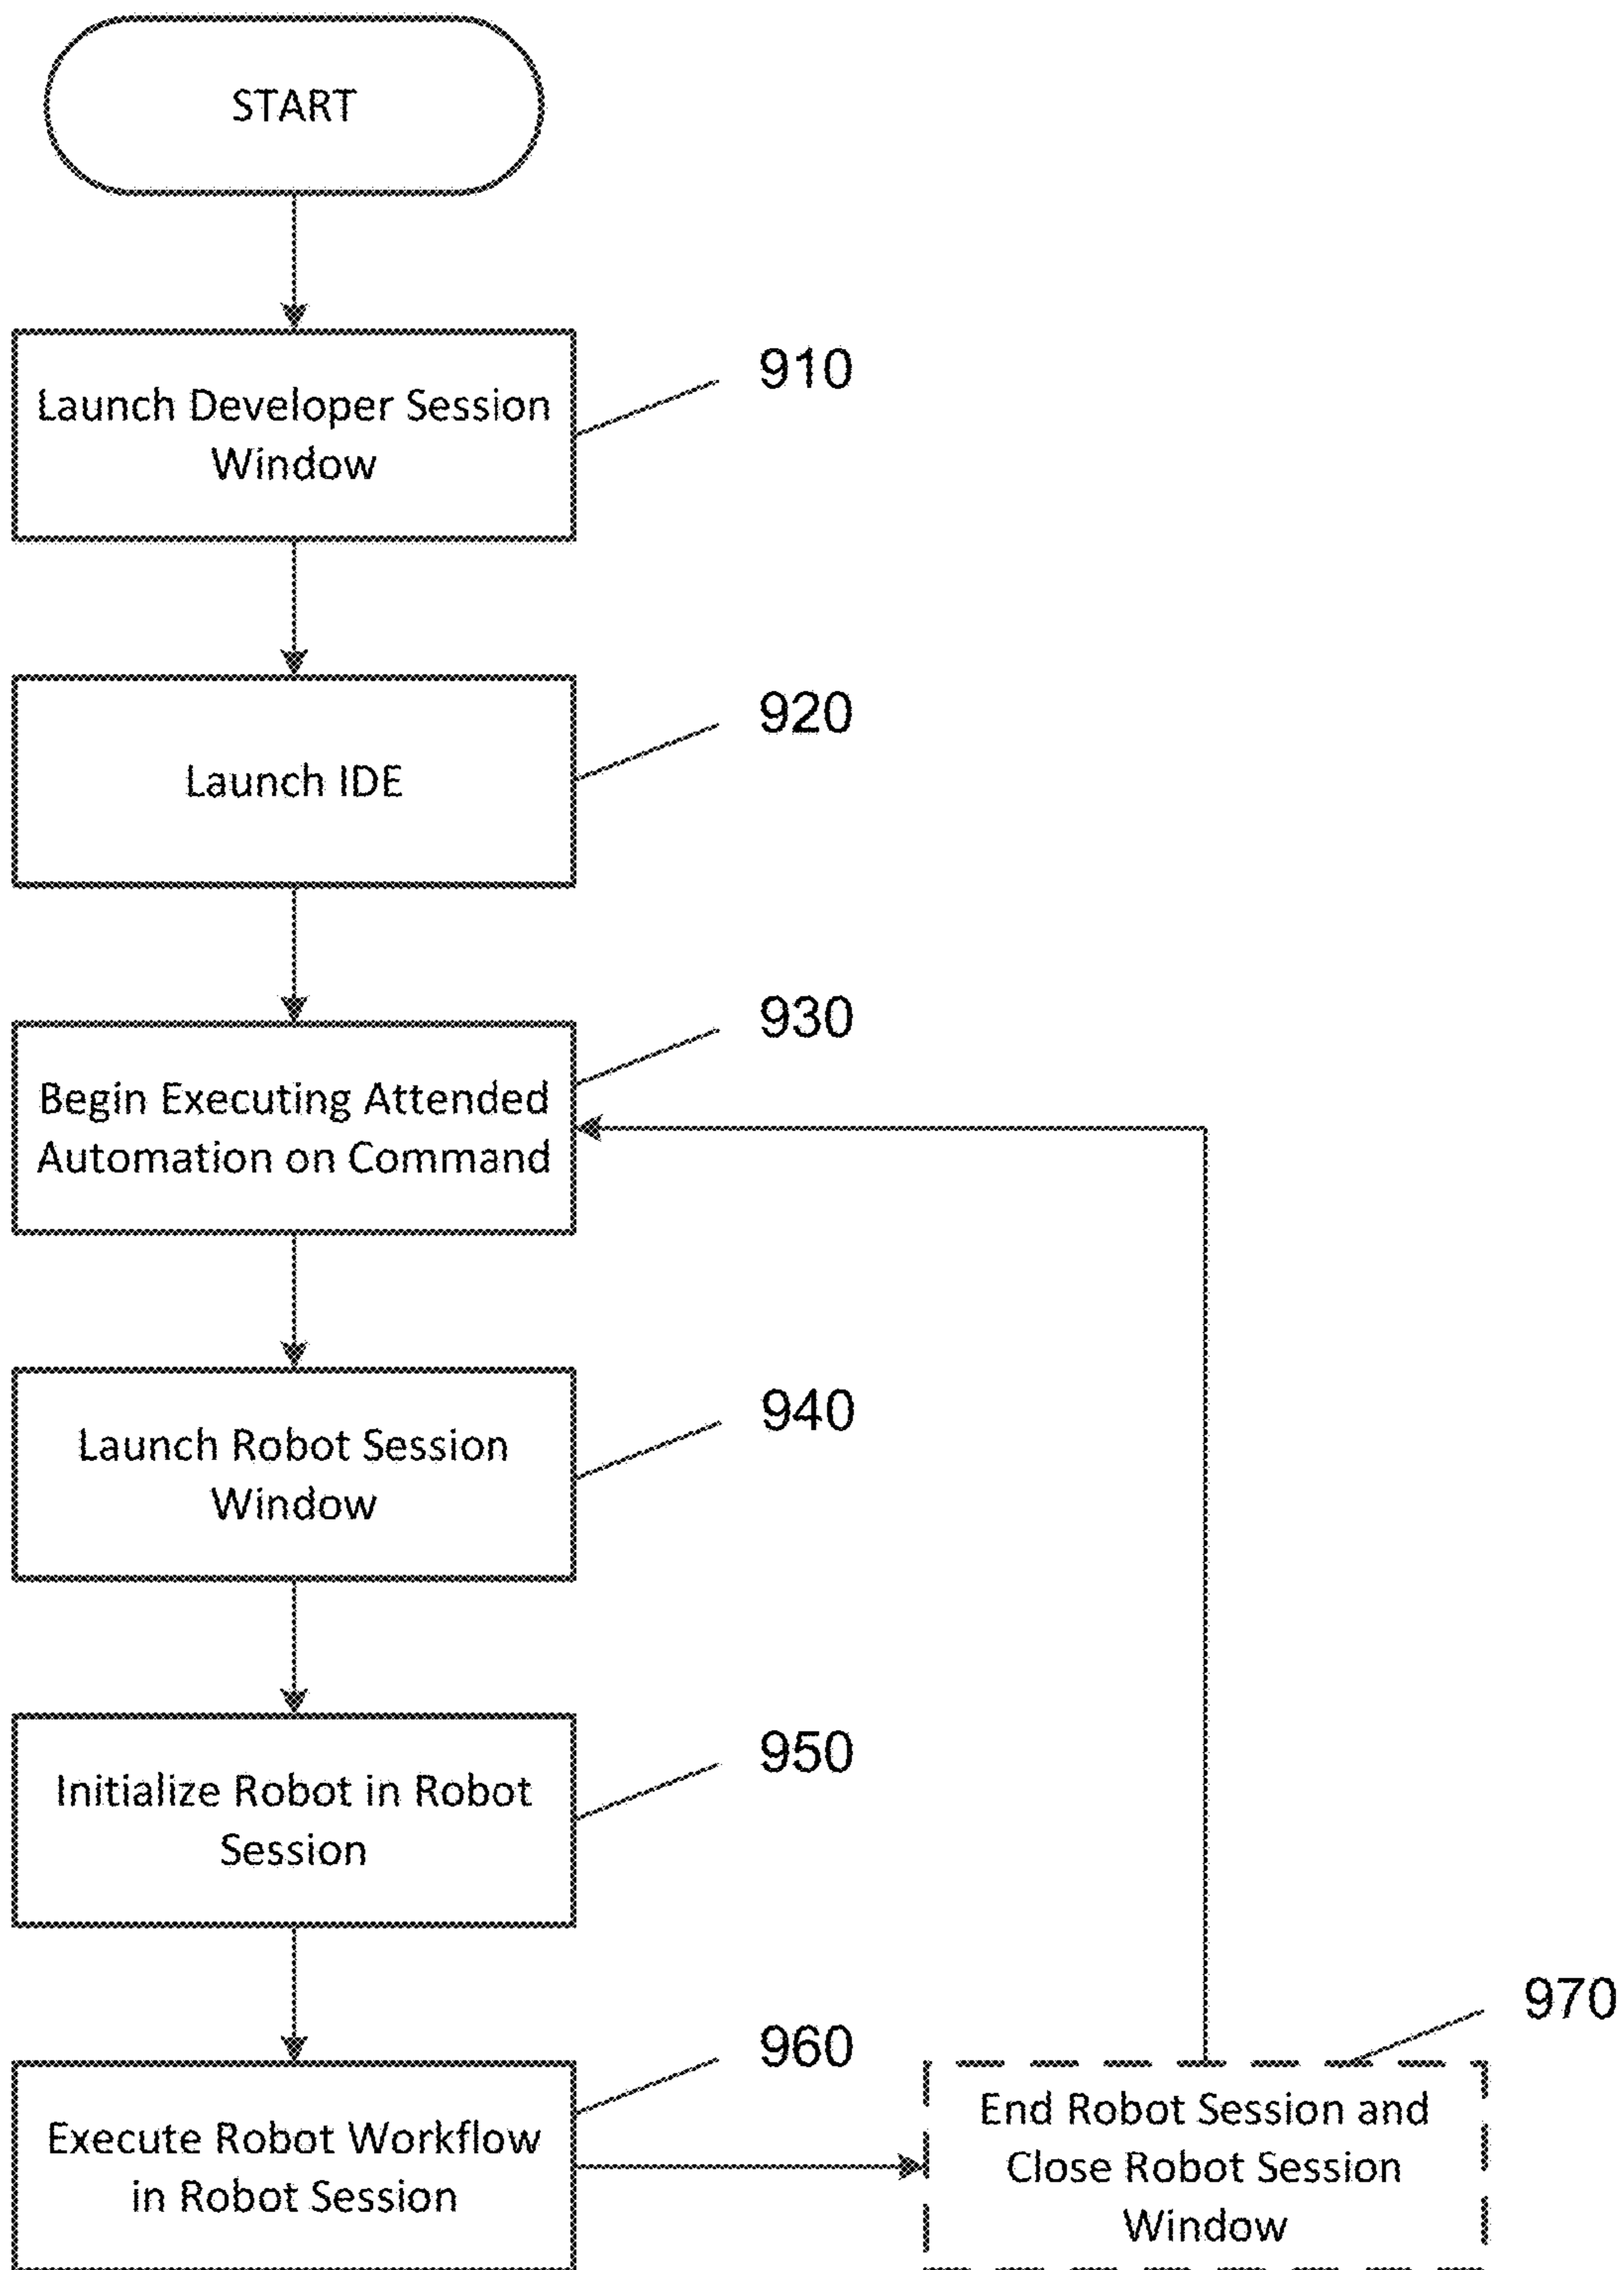 START
Launch Developer Session
Window
910
Launch IDE
920
Begin Executing Attended
Automation on Command
930
Launch Robot Session
Window
940
Initialize Robot in Robot
Session
950
Execute Robot Workflow
in Robot Session
960
End Robot Session and
Close Robot Session
Window
970